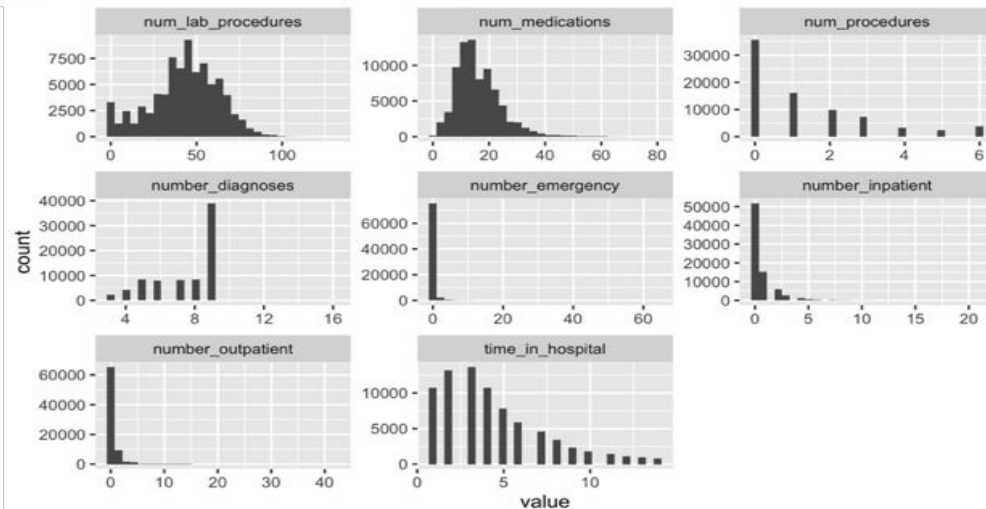 num_lab_procedures
7500
5000
2500
0
0 50 100
num_medications
10000
5000
0
0 20 40 60 80
num_procedures
30000
20000
10000
0
0 2 4 6
number_diagnoses
40000
30000
20000
10000
0
4 8 12 16
number_emergency
60000
40000
20000
0
0 20 40 60
number_inpatient
50000
40000
30000
20000
10000
0
0 5 10 15 20
number_outpatient
60000
40000
20000
0
0 10 20 30 40
time_in_hospital
10000
5000
0
0 5 10
count
value